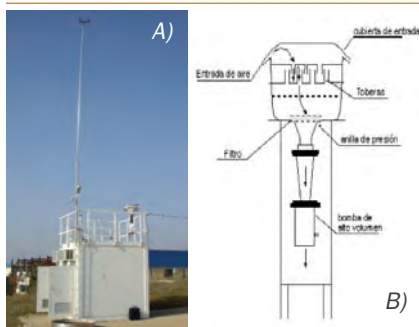 A)
cubierta de entrada
Entrada de aire
Toberas
Filtro
anilla de presión
bomba de
alto volumen
B)